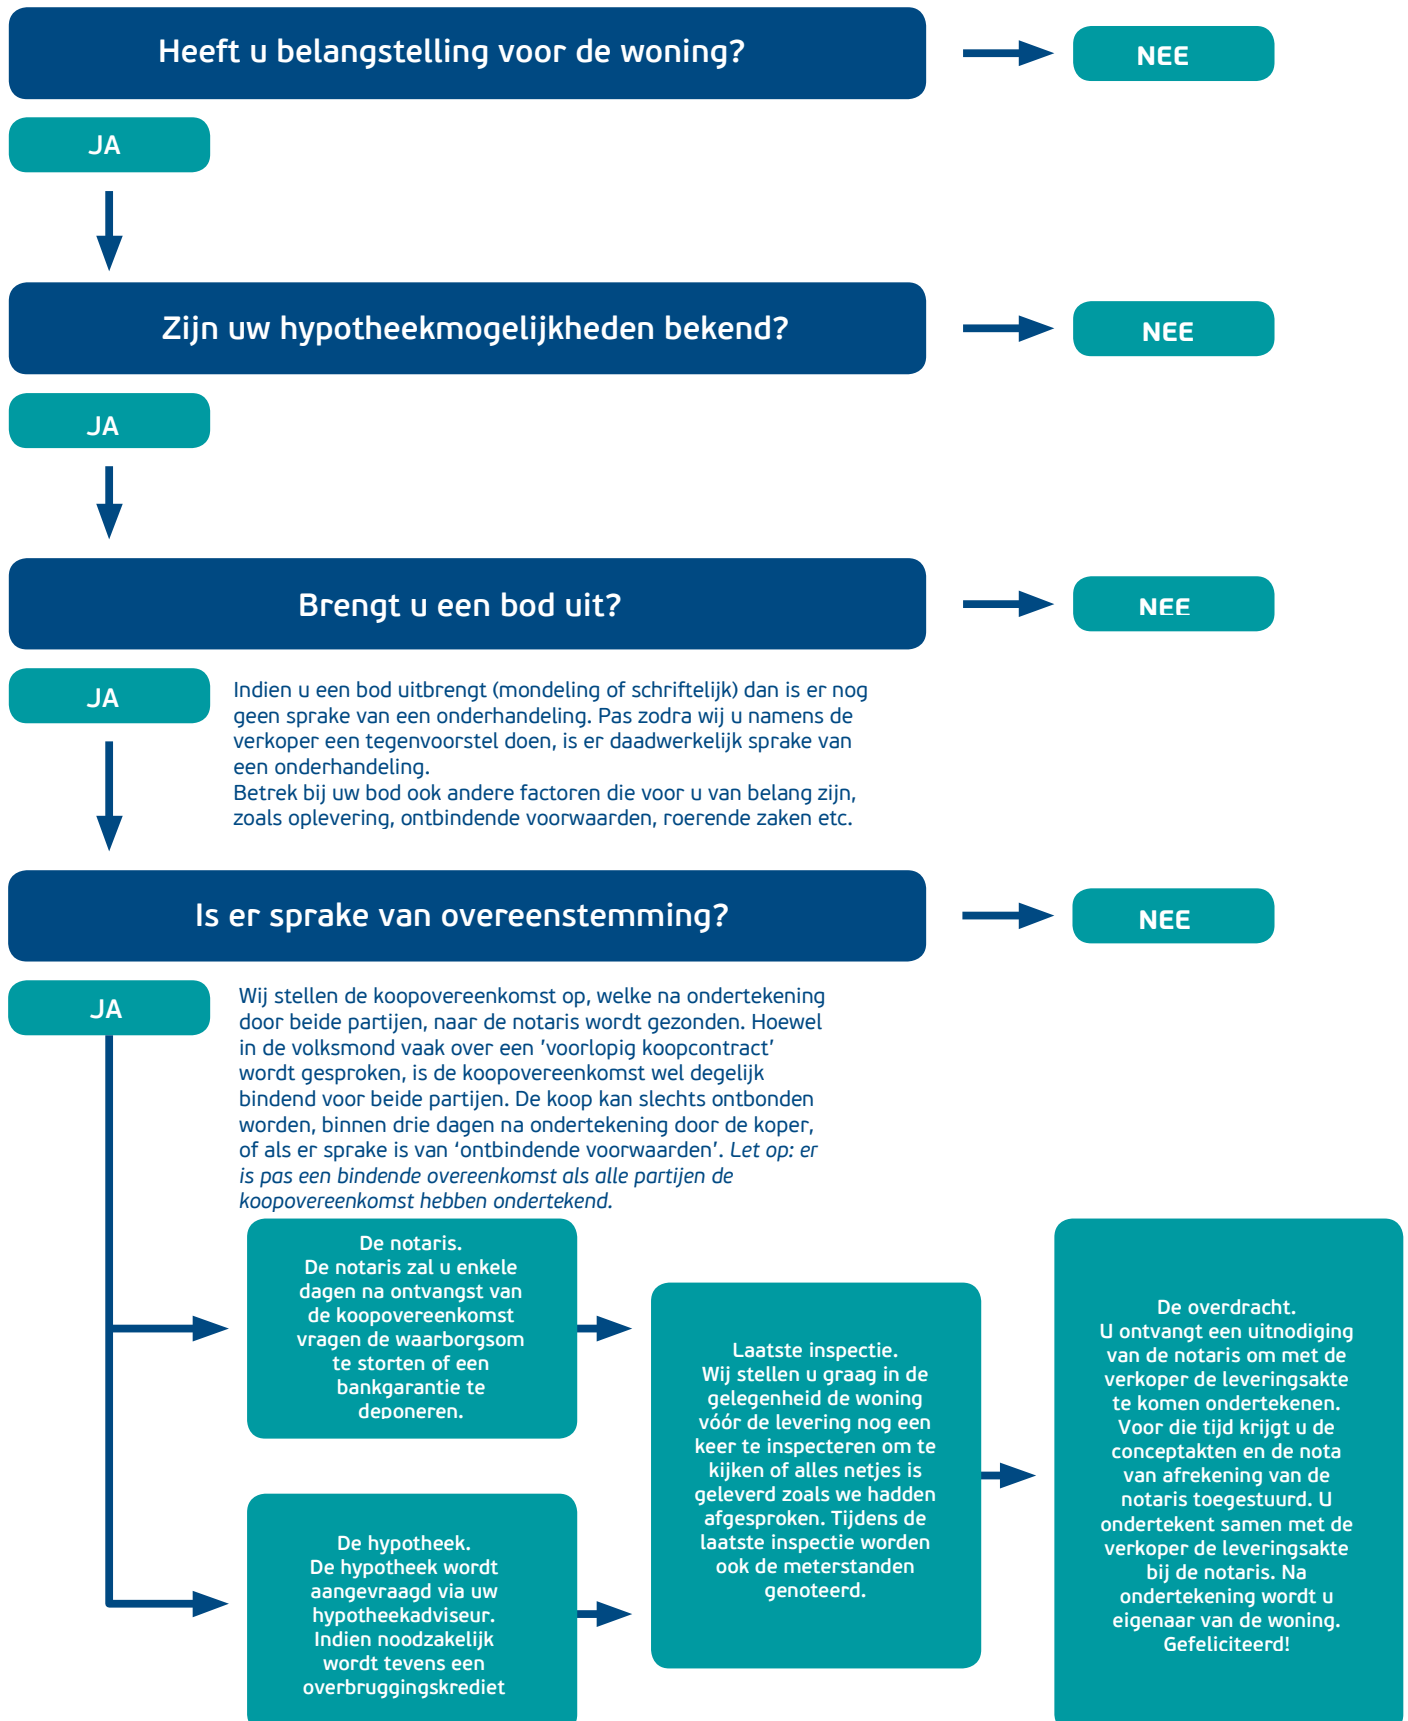 Heeft u belangstelling voor de woning?
NEE
JA
Zijn uw hypotheekmogelijkheden bekend?
NEE
JA
Brengt u een bod uit?
NEE
JA
Indien u een bod uitbrengt (mondeling of schriftelijk) dan is er nog
geen sprake van een onderhandeling. Pas zodra wij u namens de
verkoper een tegenvoorstel doen, is er daadwerkelijk sprake van
een onderhandeling.
Betrek bij uw bod ook andere factoren die voor u van belang zijn,
zoals oplevering, ontbindende voorwaarden, roerende zaken etc.
Is er sprake van overeenstemming?
NEE
JA
Wij stellen de koopovereenkomst op, welke na ondertekening
door beide partijen, naar de notaris wordt gezonden. Hoewel
in de volksmond vaak over een ’voorlopig koopcontract’
wordt gesproken, is de koopovereenkomst wel degelijk
bindend voor beide partijen. De koop kan slechts ontbonden
worden, binnen drie dagen na ondertekening door de koper,
of als er sprake is van ‘ontbindende voorwaarden’. Let op: er
is pas een bindende overeenkomst als alle partijen de
koopovereenkomst hebben ondertekend.
De notaris.
De notaris zal u enkele
dagen na ontvangst van
de koopovereenkomst
vragen de waarborgsom
te storten of een
bankgarantie te
deponeren.
De hypotheek.
De hypotheek wordt
aangevraagd via uw
hypotheekadviseur.
Indien noodzakelijk
wordt tevens een
overbruggingskrediet
Laatste inspectie.
Wij stellen u graag in de
gelegenheid de woning
vóór de levering nog een
keer te inspecteren om te
kijken of alles netjes is
geleverd zoals we hadden
afgesproken. Tijdens de
laatste inspectie worden
ook de meterstanden
genoteerd.
De overdracht.
U ontvangt een uitnodiging
van de notaris om met de
verkoper de leveringsakte
te komen ondertekenen.
Voor die tijd krijgt u de
conceptakten en de nota
van afrekening van de
notaris toegestuurd. U
ondertekent samen met de
verkoper de leveringsakte
bij de notaris. Na
ondertekening wordt u
eigenaar van de woning.
Gefeliciteerd!